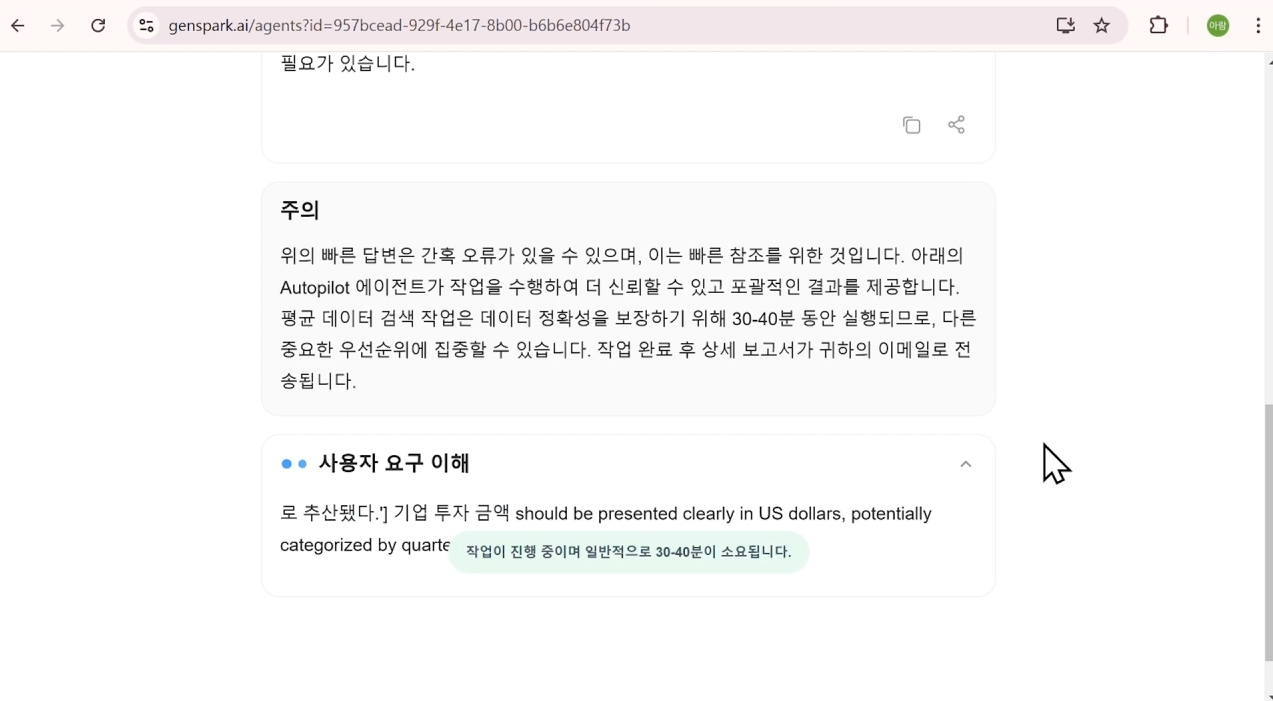 genspark.ai/agents?id=957bcead-929f-4e17-8b00-b6b6e804f73b
아람
필요가 있습니다.
주의
위의 빠른 답변은 간혹 오류가 있을 수 있으며, 이는 빠른 참조를 위한 것입니다. 아래의
Autopilot 에이전트가 작업을 수행하여 더 신뢰할 수 있고 포괄적인 결과를 제공합니다.
평균 데이터 검색 작업은 데이터 정확성을 보장하기 위해 30-40분 동안 실행되므로, 다른
중요한 우선순위에 집중할 수 있습니다. 작업 완료 후 상세 보고서가 귀하의 이메일로 전
송됩니다.
사용자 요구 이해
로 추산됐다.'] 기업 투자 금액 should be presented clearly in US dollars, potentially
categorized by quarte
작업이 진행 중이며 일반적으로 30-40분이 소요됩니다.